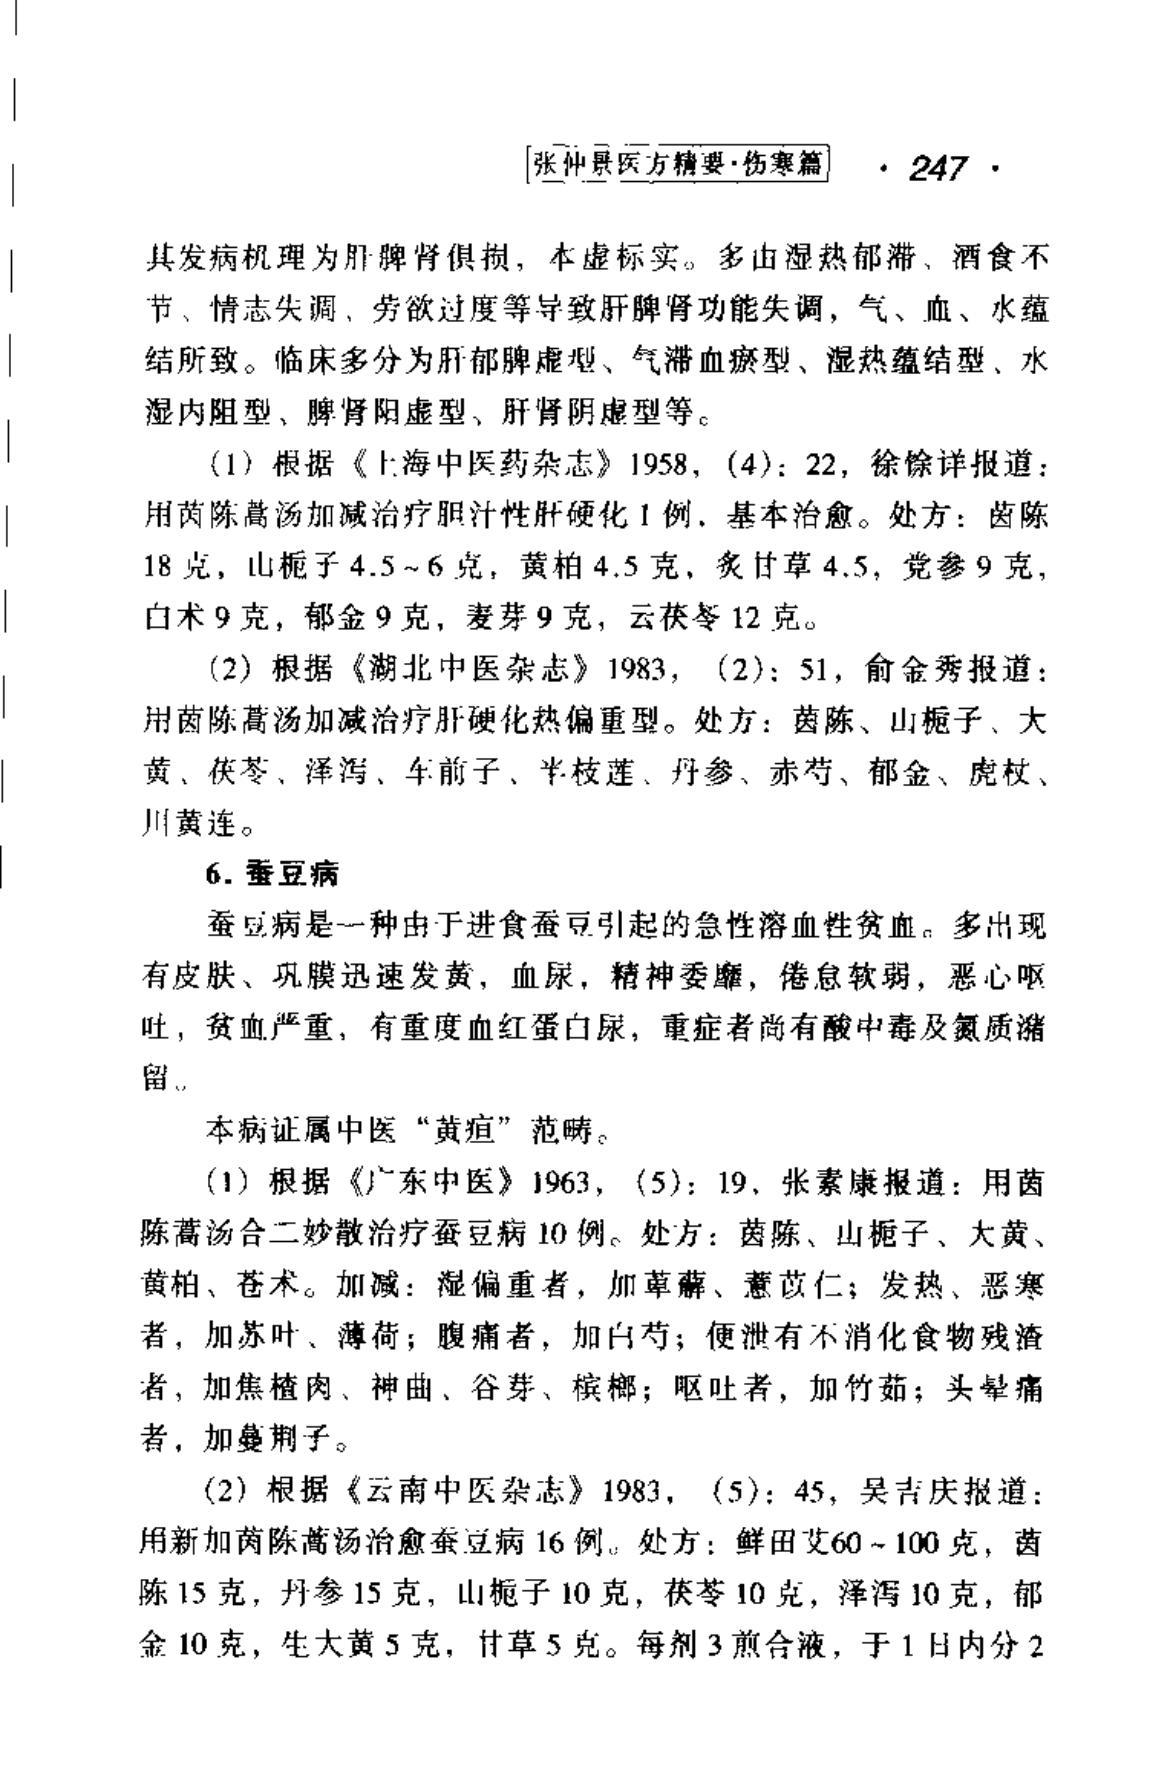 张仲景医方精要·伤寒篇 · 247 ·
其发病机理为肝脾肾俱损，本虚标实。多由湿热郁滞、酒食不
节、情志失调、劳欲过度等导致肝脾肾功能失调，气、血、水蕴
结所致。临床多分为肝郁脾虚型、气滞血瘀型、湿热蕴结型、水
湿内阻型、脾肾阳虚型、肝肾阴虚型等。
（1）根据《上海中医药杂志》1958，（4）：22，徐馀详报道：
用茵陈蒿汤加减治疗胆汁性肝硬化1例，基本治愈。处方：茵陈
18克，山栀子4.5~6克，黄柏4.5克，炙甘草4.5，党参9克，
白术9克，郁金9克，麦芽9克，云茯苓12克。
（2）根据《湖北中医杂志》1983，（2）：51，俞金秀报道：
用茵陈蒿汤加减治疗肝硬化热偏重型。处方：茵陈、山栀子、大
黄、茯苓、泽泻、车前子、半枝莲、丹参、赤芍、郁金、虎杖、
川黄连。
6. 蚕豆病
蚕豆病是一种由于进食蚕豆引起的急性溶血性贫血。多出现
有皮肤、巩膜迅速发黄，血尿，精神委靡，倦怠软弱，恶心呕
吐，贫血严重，有重度血红蛋白尿，重症者尚有酸中毒及氮质潴
留。
本病证属中医“黄疸”范畴。
（1）根据《广东中医》1963，（5）：19，张素康报道：用茵
陈蒿汤合二妙散治疗蚕豆病10例。处方：茵陈、山栀子、大黄、
黄柏、苍术。加减：湿偏重者，加萆薢、薏苡仁；发热、恶寒
者，加苏叶、薄荷；腹痛者，加白芍；便泄有不消化食物残渣
者，加焦楂肉、神曲、谷芽、槟榔；呕吐者，加竹茹；头晕痛
者，加蔓荆子。
（2）根据《云南中医杂志》1983，（5）：45，吴吉庆报道：
用新加茵陈蒿汤治愈蚕豆病16例。处方：鲜田艾60~100克，茵
陈15克，丹参15克，山栀子10克，茯苓10克，泽泻10克，郁
金10克，生大黄5克，甘草5克。每剂3煎合液，于1日内分2